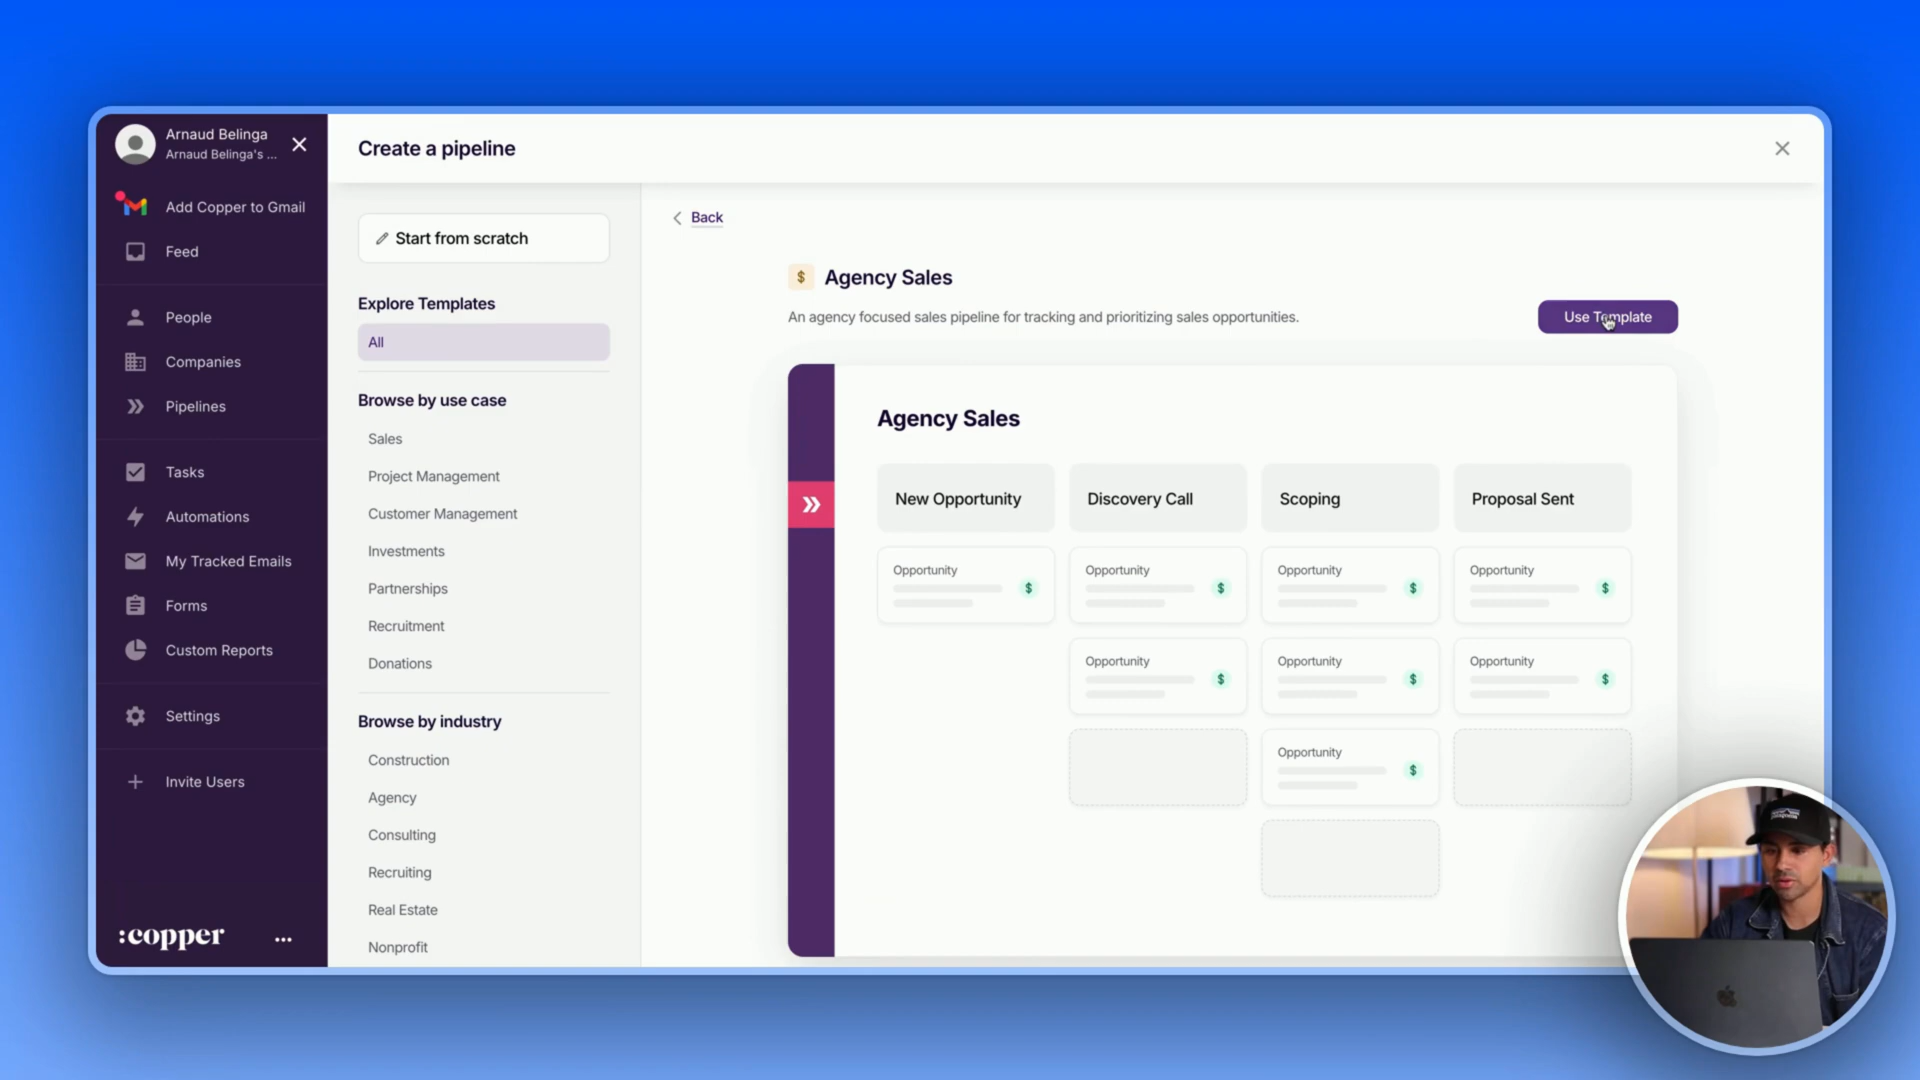 Arnaud Belinga
Arnaud Belinga's ...
Add Copper to Gmail
Feed
People
Companies
Pipelines
Tasks
Automations
My Tracked Emails
Forms
Custom Reports
Settings
Invite Users
:copper
Create a pipeline
Start from scratch
Explore Templates
All
Browse by use case
Sales
Project Management
Customer Management
Investments
Partnerships
Recruitment
Donations
Browse by industry
Construction
Agency
Consulting
Recruiting
Real Estate
Nonprofit
Back
$ Agency Sales
An agency focused sales pipeline for tracking and prioritizing sales opportunities.
Use Template
Agency Sales
New Opportunity
Discovery Call
Scoping
Proposal Sent
Opportunity $
Opportunity $
Opportunity $
Opportunity $
Opportunity $
Opportunity $
Opportunity $
Opportunity $